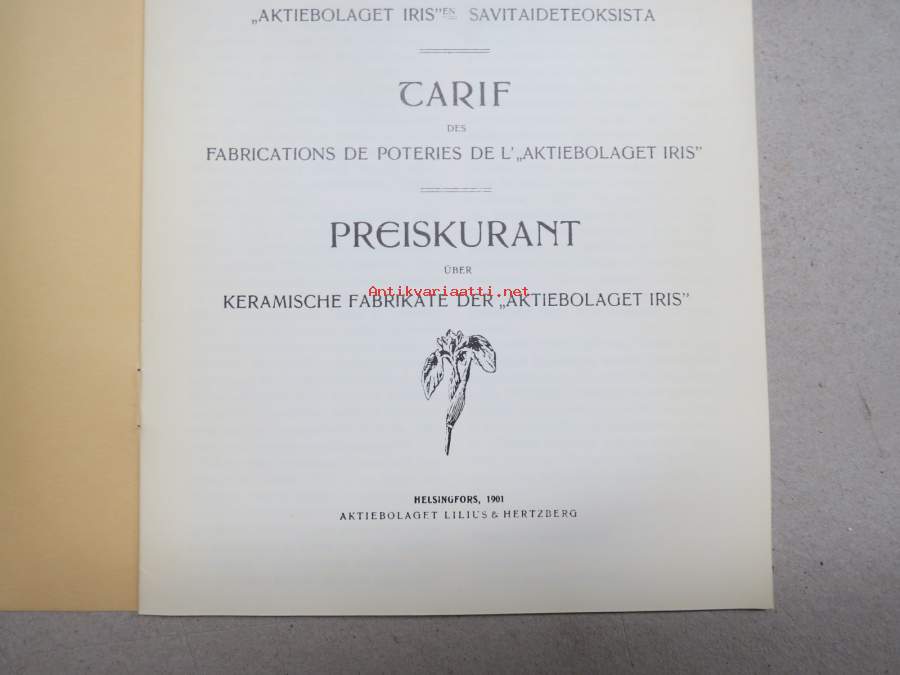 „AKTIEBOLAGET IRIS”EN SAVITAIDETEOKSISTA
TARIF
DES
FABRICATIONS DE POTERIES DE L'„AKTIEBOLAGET IRIS”
PREISKURANT
ÜBER
Antikvariaatti.net
KERAMISCHE FABRIKATE DER „AKTIEBOLAGET IRIS”
HELSINGFORS, 1901
AKTIEBOLAGET LILIUS & HERTZBERG